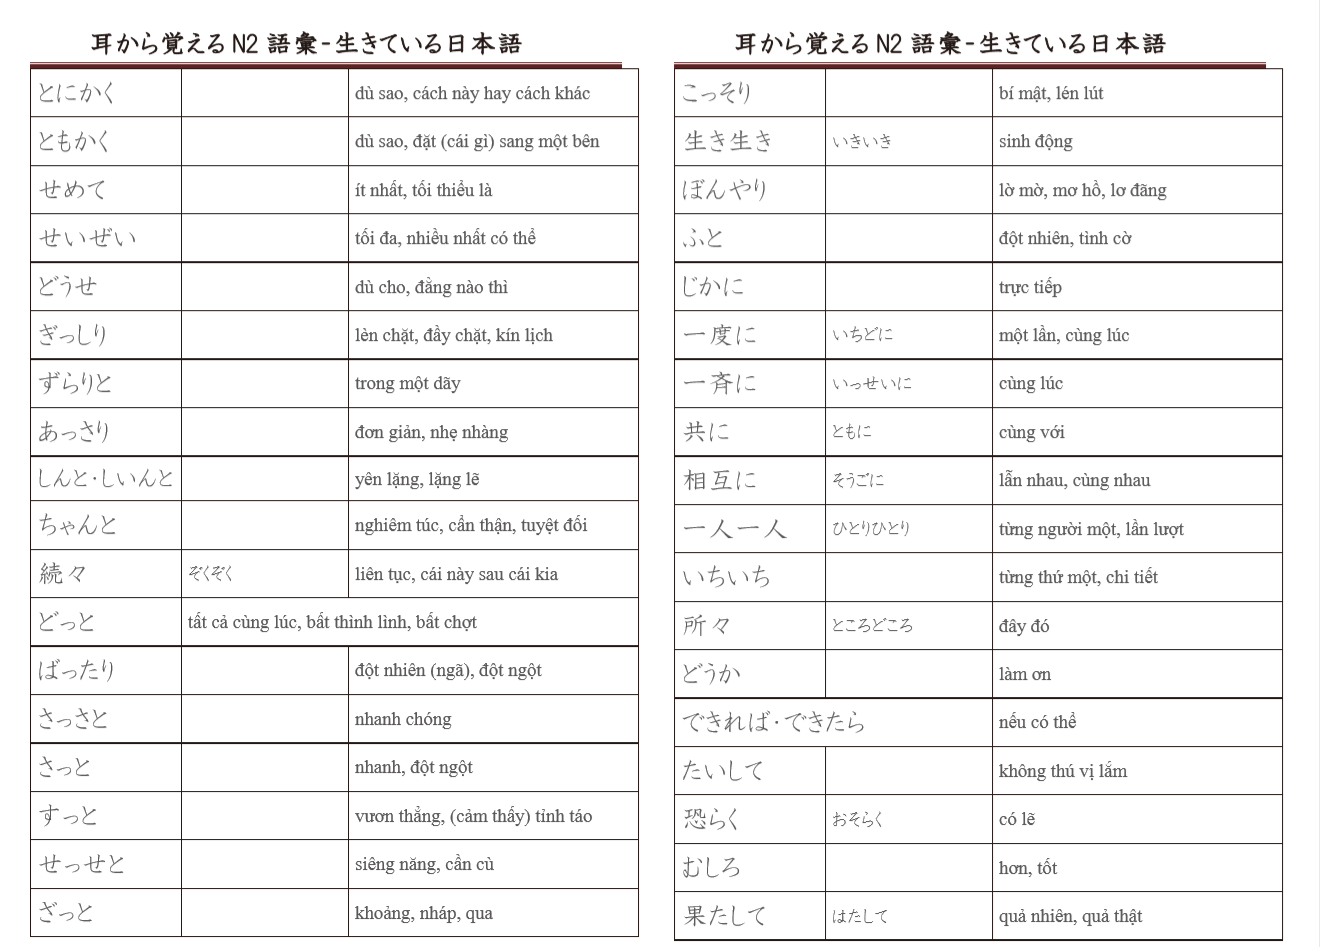 耳から覚えるN2語彙-生きている日本語
とにかく dù sao, cách này hay cách khác
ともかく dù sao, đặt (cái gì) sang một bên
せめて ít nhất, tối thiểu là
せいぜい tối đa, nhiều nhất có thể
どうせ dù cho, đằng nào thì
ぎっしり lèn chặt, đầy chặt, kín lịch
ずらりと trong một dãy
あっさり đơn giản, nhẹ nhàng
しんと・しいんと yên lặng, lặng lẽ
ちゃんと nghiêm túc, cẩn thận, tuyệt đối
続々 ぞくぞく liên tục, cái này sau cái kia
どっと tất cả cùng lúc, bất thình lình, bất chợt
ばったり đột nhiên (ngã), đột ngột
さっさと nhanh chóng
さっと nhanh, đột ngột
すっと vươn thẳng, (cảm thấy) tỉnh táo
せっせと siêng năng, cần cù
ざっと khoảng, nháp, qua
耳から覚えるN2語彙-生きている日本語
こっそり bí mật, lén lút
生き生き いきいき sinh động
ぼんやり lờ mờ, mơ hồ, lơ đãng
ふと đột nhiên, tình cờ
じかに trực tiếp
一度に いちどに một lần, cùng lúc
一斉に いっせいに cùng lúc
共に ともに cùng với
相互に そうごに lẫn nhau, cùng nhau
一人一人 ひとりひとり từng người một, lần lượt
いちいち từng thứ một, chi tiết
所々 ところどころ đây đó
どうか làm ơn
できれば・できたら nếu có thể
たいして không thú vị lắm
恐らく おそらく có lẽ
むしろ hơn, tốt
果たして はたして quả nhiên, quả thật